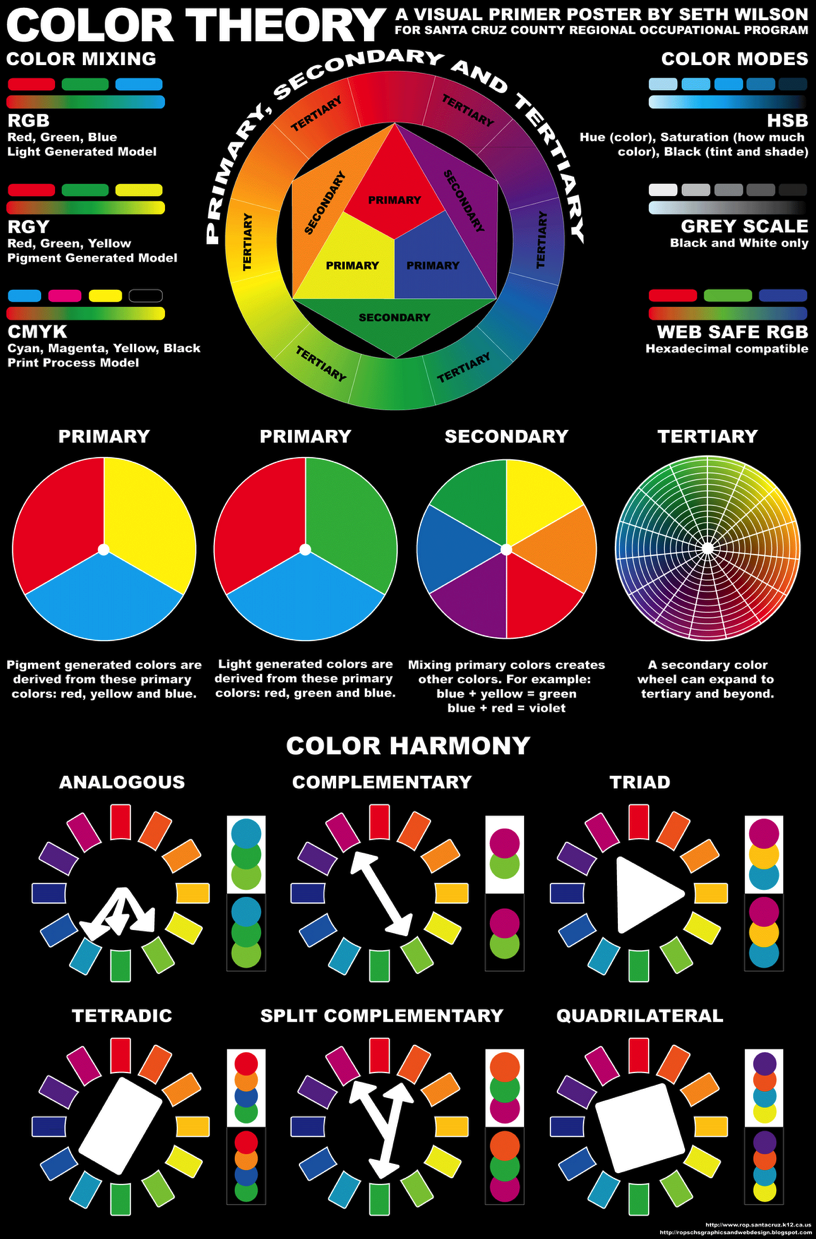 COLOR THEORY
A VISUAL PRIMER POSTER BY SETH WILSON
FOR SANTA CRUZ COUNTY REGIONAL OCCUPATIONAL PROGRAM
COLOR MIXING
RGB
Red, Green, Blue
Light Generated Model
RGY
Red, Green, Yellow
Pigment Generated Model
CMYK
Cyan, Magenta, Yellow, Black
Print Process Model
PRIMARY, SECONDARY AND TERTIARY
TERTIARY
TERTIARY
SECONDARY
PRIMARY
SECONDARY
TERTIARY
TERTIARY
PRIMARY
PRIMARY
SECONDARY
TERTIARY
TERTIARY
COLOR MODES
HSB
Hue (color), Saturation (how much
color), Black (tint and shade)
GREY SCALE
Black and White only
WEB SAFE RGB
Hexadecimal compatible
PRIMARY
Pigment generated colors are
derived from these primary
colors: red, yellow and blue.
PRIMARY
Light generated colors are
derived from these primary
colors: red, green and blue.
SECONDARY
Mixing primary colors creates
other colors. For example:
blue + yellow = green
blue + red = violet
TERTIARY
A secondary color
wheel can expand to
tertiary and beyond.
COLOR HARMONY
ANALOGOUS
COMPLEMENTARY
TRIAD
TETRADIC
SPLIT COMPLEMENTARY
QUADRILATERAL
http://www.rop.santacruz.k12.ca.us
http://ropschsgraphicsandwebdesign.blogspot.com